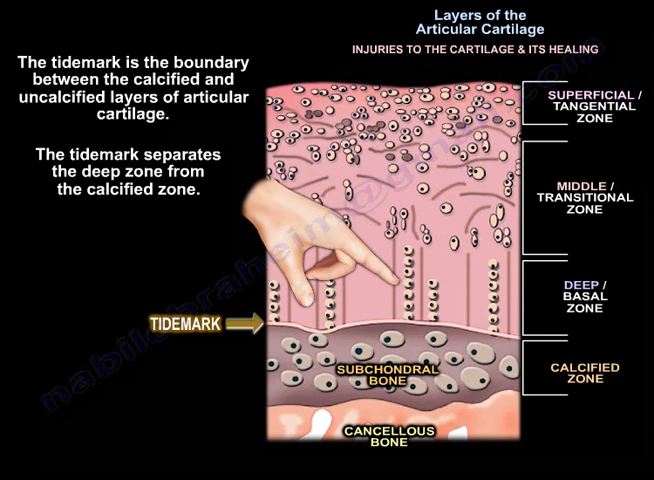 Layers of the
Articular Cartilage
INJURIES TO THE CARTILAGE & ITS HEALING
The tidemark is the boundary
between the calcified and
uncalcified layers of articular
cartilage.
The tidemark separates
the deep zone from
the calcified zone.
SUPERFICIAL /
TANGENTIAL
ZONE
MIDDLE /
TRANSITIONAL
ZONE
DEEP /
BASAL
ZONE
TIDEMARK
CALCIFIED
ZONE
SUBCHONDRAL
BONE
CANCELLOUS
BONE